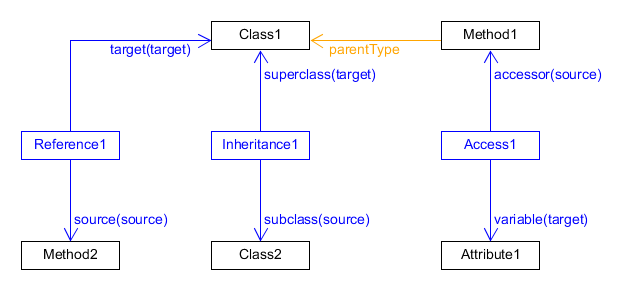 Class1
Method1
target(target)
parentType
superclass(target)
accessor(source)
Reference1
Inheritance1
Access1
source(source)
subclass(source)
variable(target)
Method2
Class2
Attribute1